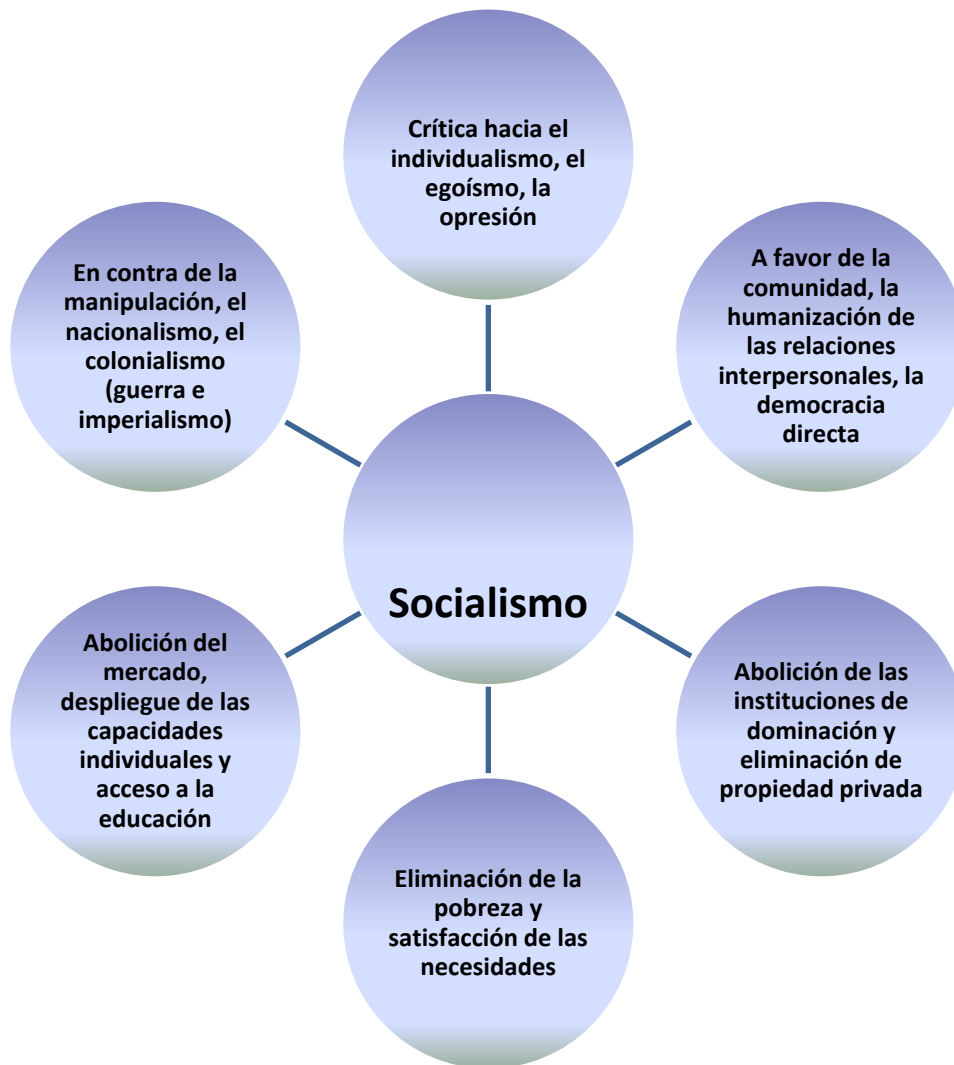 Crítica hacia el
individualismo, el
egoísmo, la
opresión
En contra de la
manipulación, el
nacionalismo, el
colonialismo
(guerra e
imperialismo)
A favor de la
comunidad, la
humanización de
las relaciones
interpersonales, la
democracia
directa
Socialismo
Abolición del
mercado,
despliegue de las
capacidades
individuales y
acceso a la
educación
Abolición de las
instituciones de
dominación y
eliminación de
propiedad privada
Eliminación de la
pobreza y
satisfacción de las
necesidades